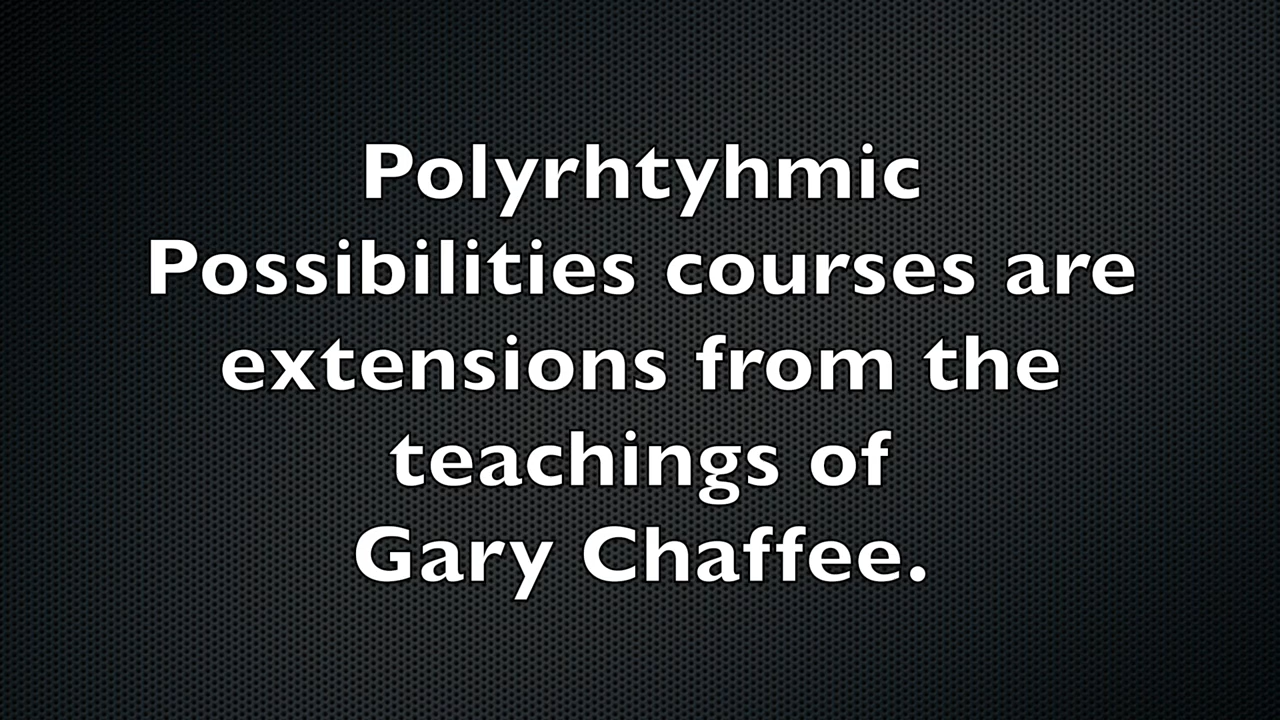 Polyrhtyhmic
Possibilities courses are
extensions from the
teachings of
Gary Chaffee.